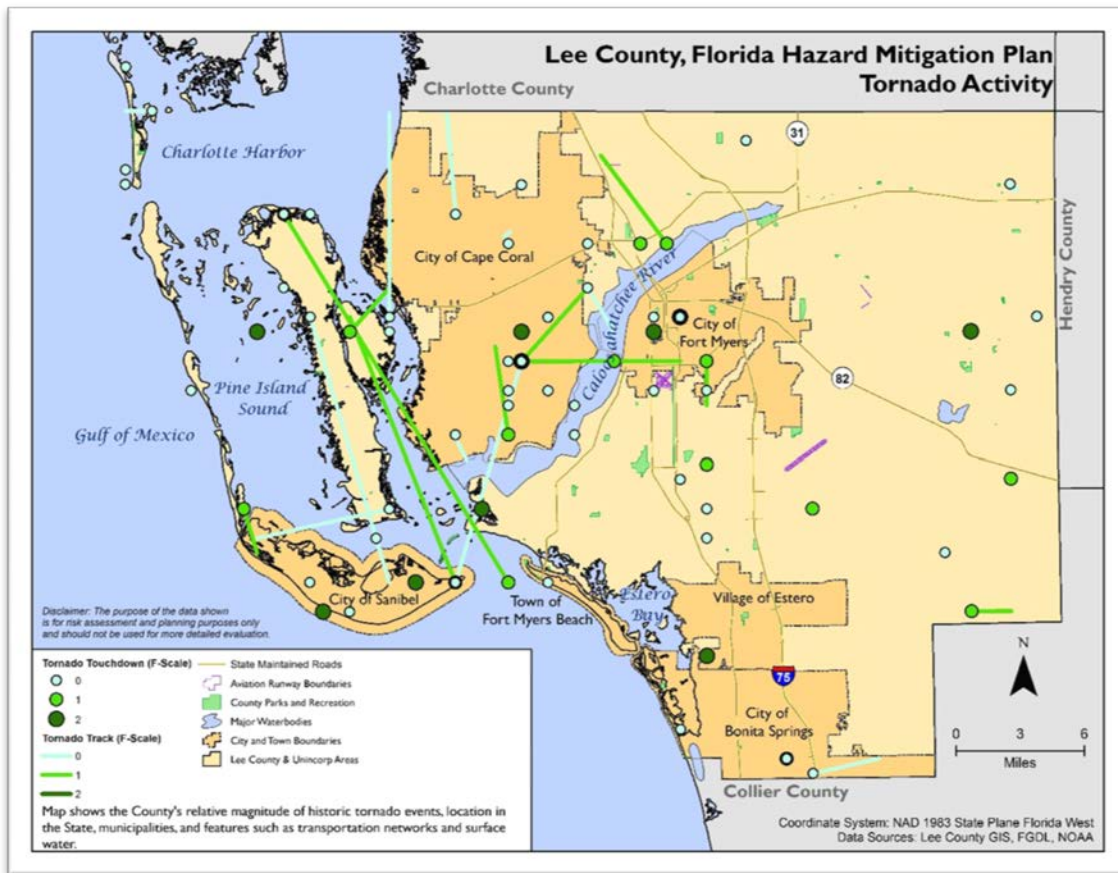 Lee County, Florida Hazard Mitigation Plan
Tornado Activity
Charlotte County
31
Charlotte Harbor
Hendry County
City of Cape Coral
Caloosahatchee River
City of
Fort Myers
82
Pine Island
Sound
Gulf of Mexico
City of Sanibel
Town of
Fort Myers Beach
Estero
Bay
Village of Estero
75
City of
Bonita Springs
Collier County
N
0 3 6
Miles
Disclaimer: The purpose of the data shown
is for risk assessment and planning purposes only
and should not be used for more detailed evaluation.
Tornado Touchdown (F-Scale)
0
1
2
Tornado Track (F-Scale)
0
1
2
State Maintained Roads
Aviation Runway Boundaries
County Parks and Recreation
Major Waterbodies
City and Town Boundaries
Lee County & Unincorp Areas
Map shows the County's relative magnitude of historic tornado events, location in
the State, municipalities, and features such as transportation networks and surface
water.
Coordinate System: NAD 1983 State Plane Florida West
Data Sources: Lee County GIS, FGDL, NOAA